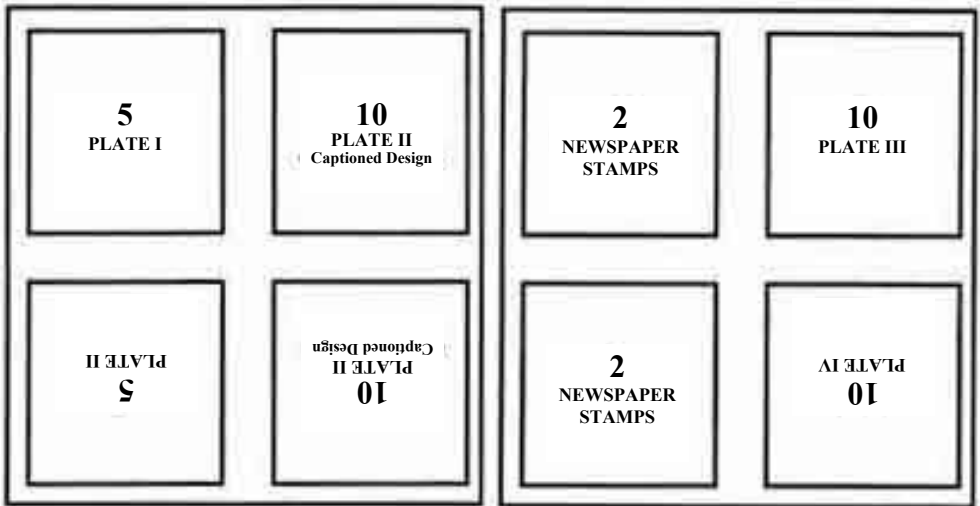 5
PLATE I
10
PLATE II
Captioned Design
2
NEWSPAPER
STAMPS
10
PLATE III
5
PLATE II
10
PLATE II
Captioned Design
2
NEWSPAPER
STAMPS
10
PLATE IV